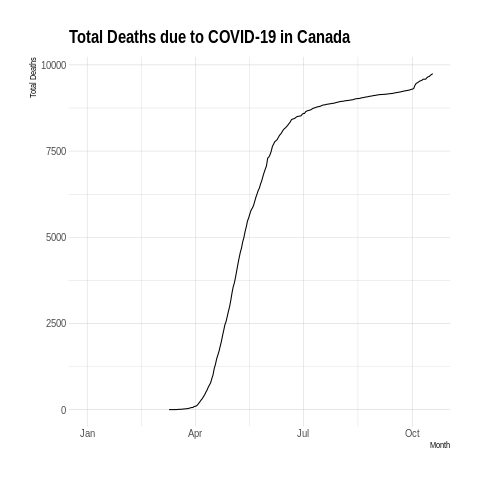 Total Deaths due to COVID-19 in Canada
Total Deaths
10000
7500
5000
2500
0
Jan Apr Jul Oct
Month